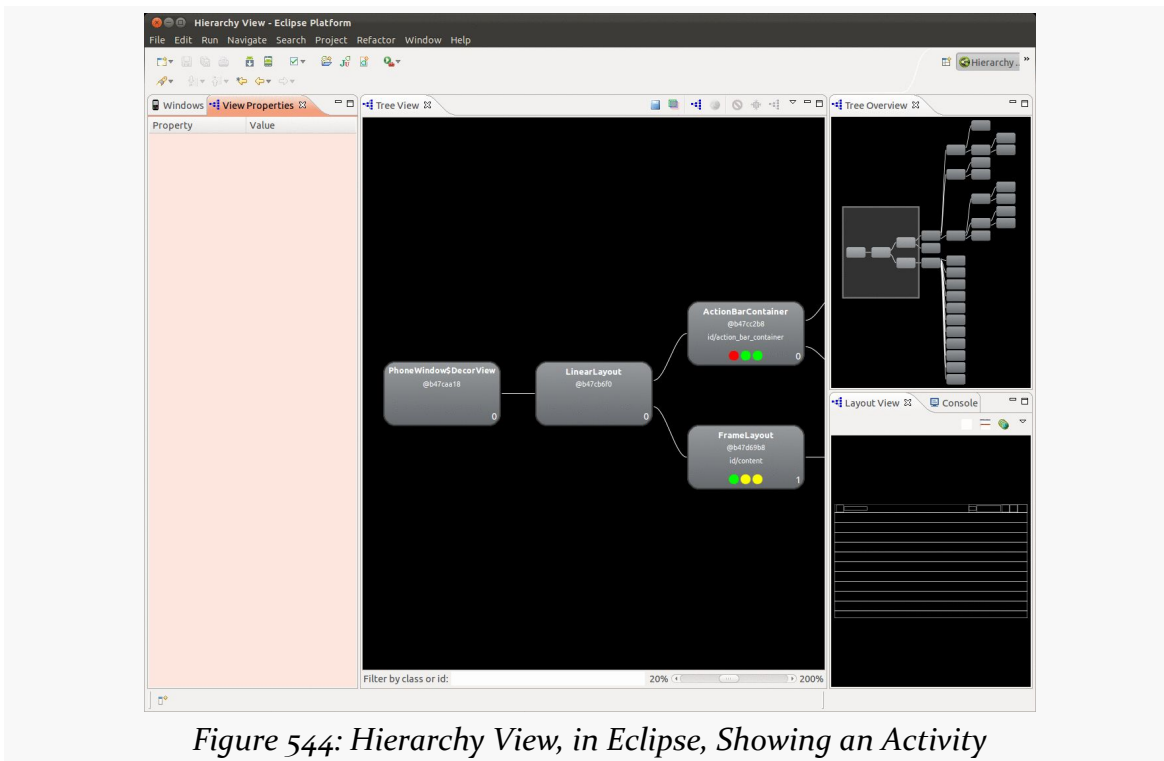 Hierarchy View - Eclipse Platform
File Edit Run Navigate Search Project Refactor Window Help
Hierarchy... »
Windows View Properties
Tree View
Tree Overview
Property Value
ActionBarContainer
@b47cc2b8
id/action_bar_container
0
PhoneWindow$DecorView
@b47caa18
0
LinearLayout
@b47cb6f0
0
FrameLayout
@b47d69b8
id/content
1
Layout View Console
Filter by class or id:
20% 200%
Figure 544: Hierarchy View, in Eclipse, Showing an Activity